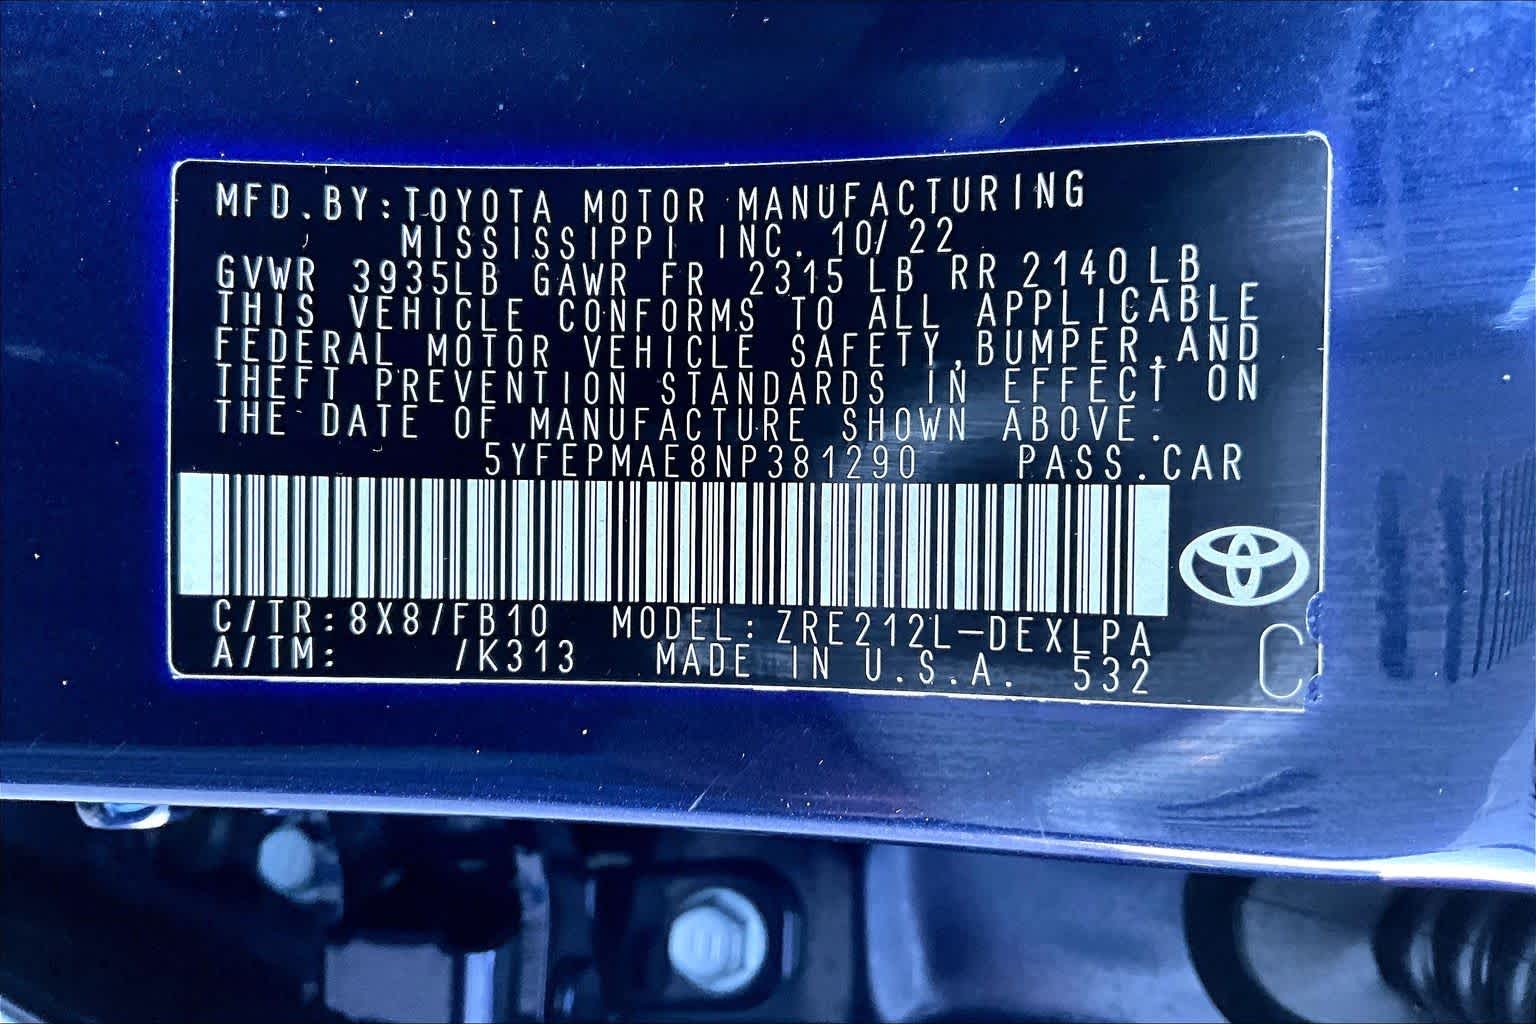 MFD.BY:TOYOTA MOTOR MANUFACTURING
MISSISSIPPI INC. 10/22
GVWR 3935LB GAWR FR 2315 LB RR 2140 LB
THIS VEHICLE CONFORMS TO ALL APPLICABLE
FEDERAL MOTOR VEHICLE SAFETY,BUMPER,AND
THEFT PREVENTION STANDARDS IN EFFECT ON
THE DATE OF MANUFACTURE SHOWN ABOVE.
5YFEPMAE8NP381290 PASS.CAR
C/TR:8X8/FB10 MODEL:ZRE212L-DEXLPA
A/TM: /K313 MADE IN U.S.A. 532
C